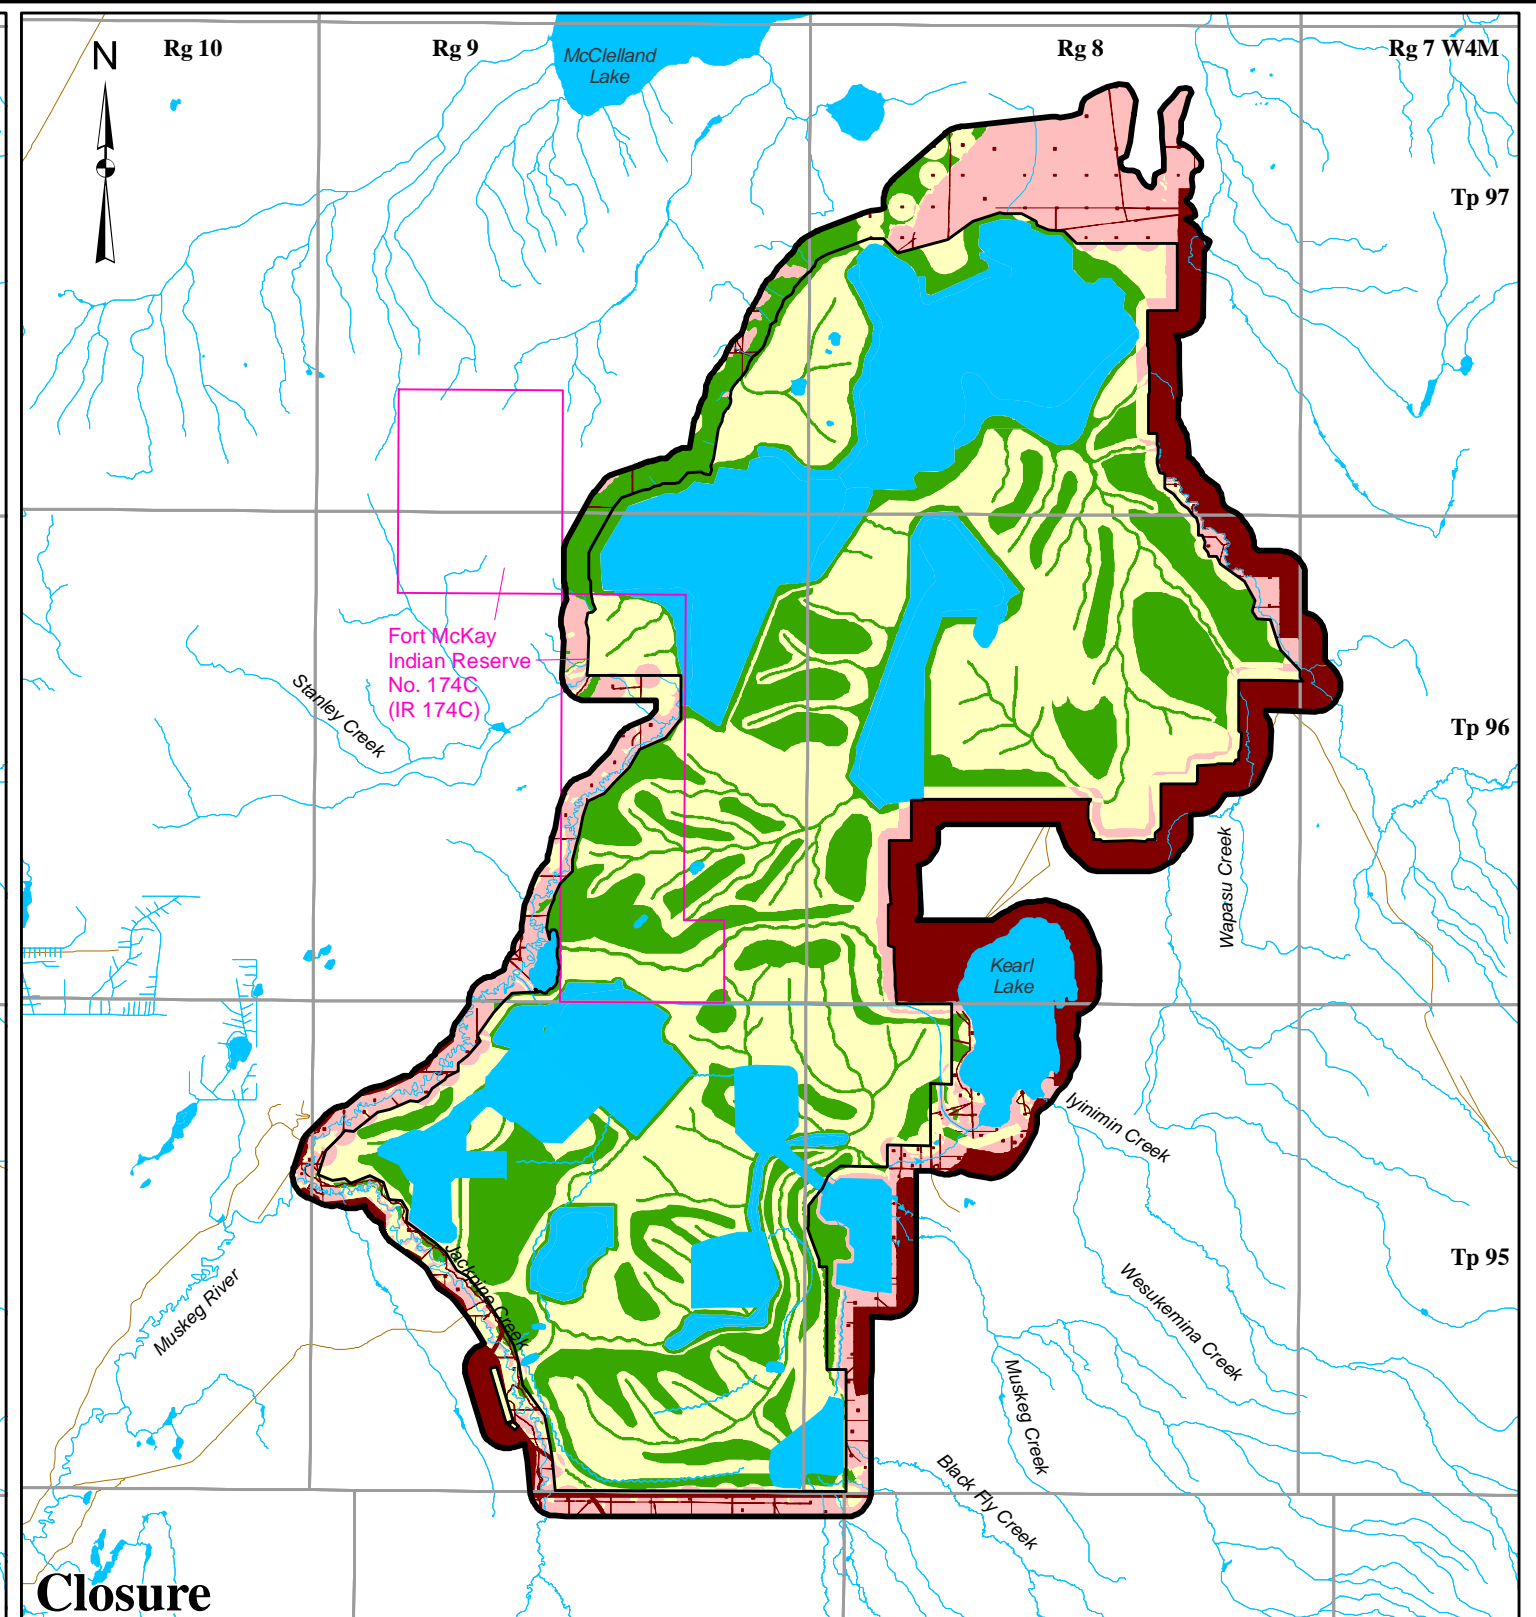 N
Rg 10
Rg 9
Rg 8
Rg 7 W4M
McClelland
Lake
Tp 97
Fort McKay
Indian Reserve
No. 174C
(IR 174C)
Stanley Creek
Tp 96
Wapasu Creek
Kearl
Lake
Iyinimin Creek
Muskeg River
Jackpine Creek
Wesukemina Creek
Tp 95
Muskeg Creek
Black Fly Creek
Closure